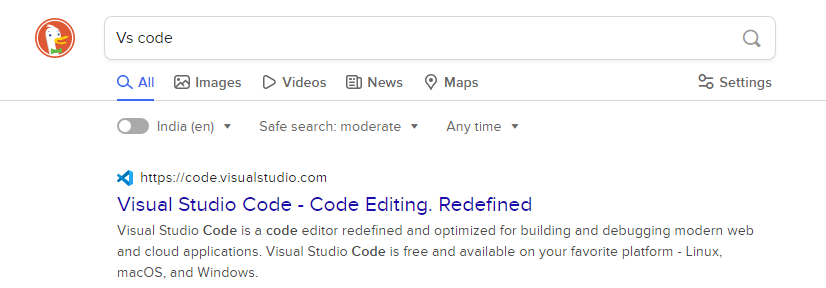 Vs code
All Images Videos News Maps Settings
India (en) Safe search: moderate Any time
https://code.visualstudio.com
Visual Studio Code - Code Editing. Redefined
Visual Studio Code is a code editor redefined and optimized for building and debugging modern web
and cloud applications. Visual Studio Code is free and available on your favorite platform - Linux,
macOS, and Windows.